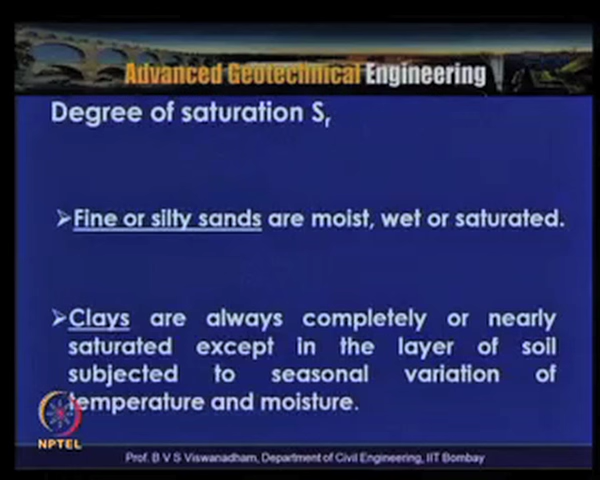 Advanced Geotechnical Engineering
Degree of saturation Sr
➢Fine or silty sands are moist, wet or saturated.
➢Clays are always completely or nearly
saturated except in the layer of soil
subjected to seasonal variation of
temperature and moisture.
NPTEL
Prof. B V S Viswanadham, Department of Civil Engineering, IIT Bombay